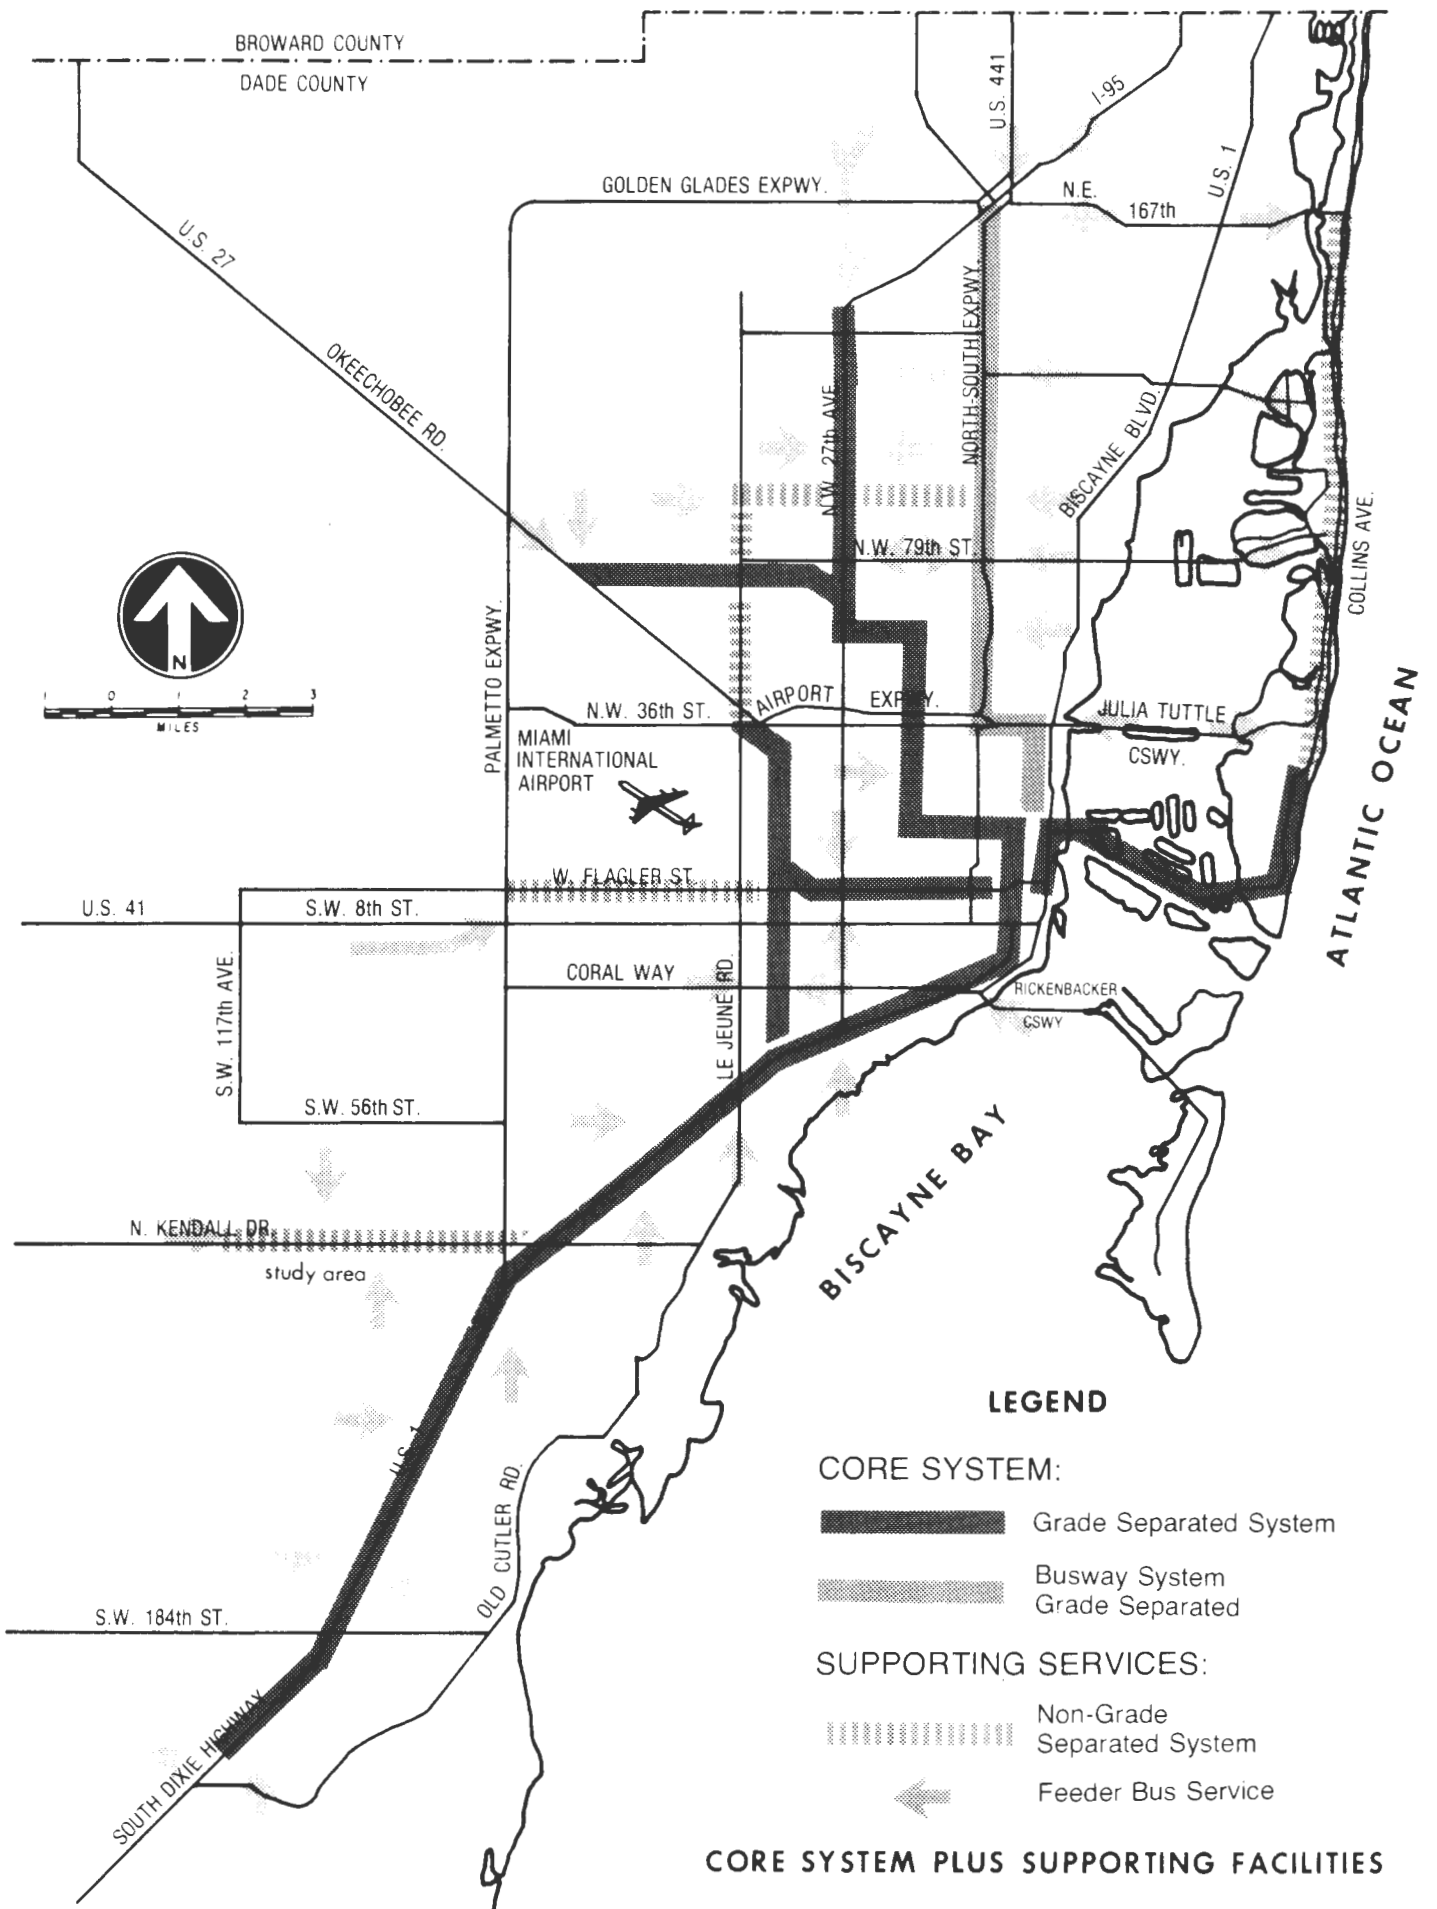 BROWARD COUNTY
DADE COUNTY
U.S. 441
I-95
U.S. 1
GOLDEN GLADES EXPWY.
N.E.
167th
U.S. 27
OKEECHOBEE RD.
NORTH-SOUTH EXPWY.
N.W. 27th AVE.
BISCAYNE BLVD.
COLLINS AVE.
N.W. 79th ST.
PALMETTO EXPWY.
N
1 0 1 2 3
MILES
N.W. 36th ST.
AIRPORT EXPWY.
JULIA TUTTLE
CSWY.
MIAMI
INTERNATIONAL
AIRPORT
ATLANTIC OCEAN
W. FLAGLER ST.
U.S. 41
S.W. 8th ST.
S.W. 117th AVE.
CORAL WAY
LE JEUNE RD.
RICKENBACKER
CSWY
S.W. 56th ST.
BISCAYNE BAY
N. KENDALL DR.
study area
U.S. 1
OLD CUTLER RD.
S.W. 184th ST.
SOUTH DIXIE HIGHWAY
LEGEND
CORE SYSTEM:
Grade Separated System
Busway System
Grade Separated
SUPPORTING SERVICES:
Non-Grade
Separated System
Feeder Bus Service
CORE SYSTEM PLUS SUPPORTING FACILITIES